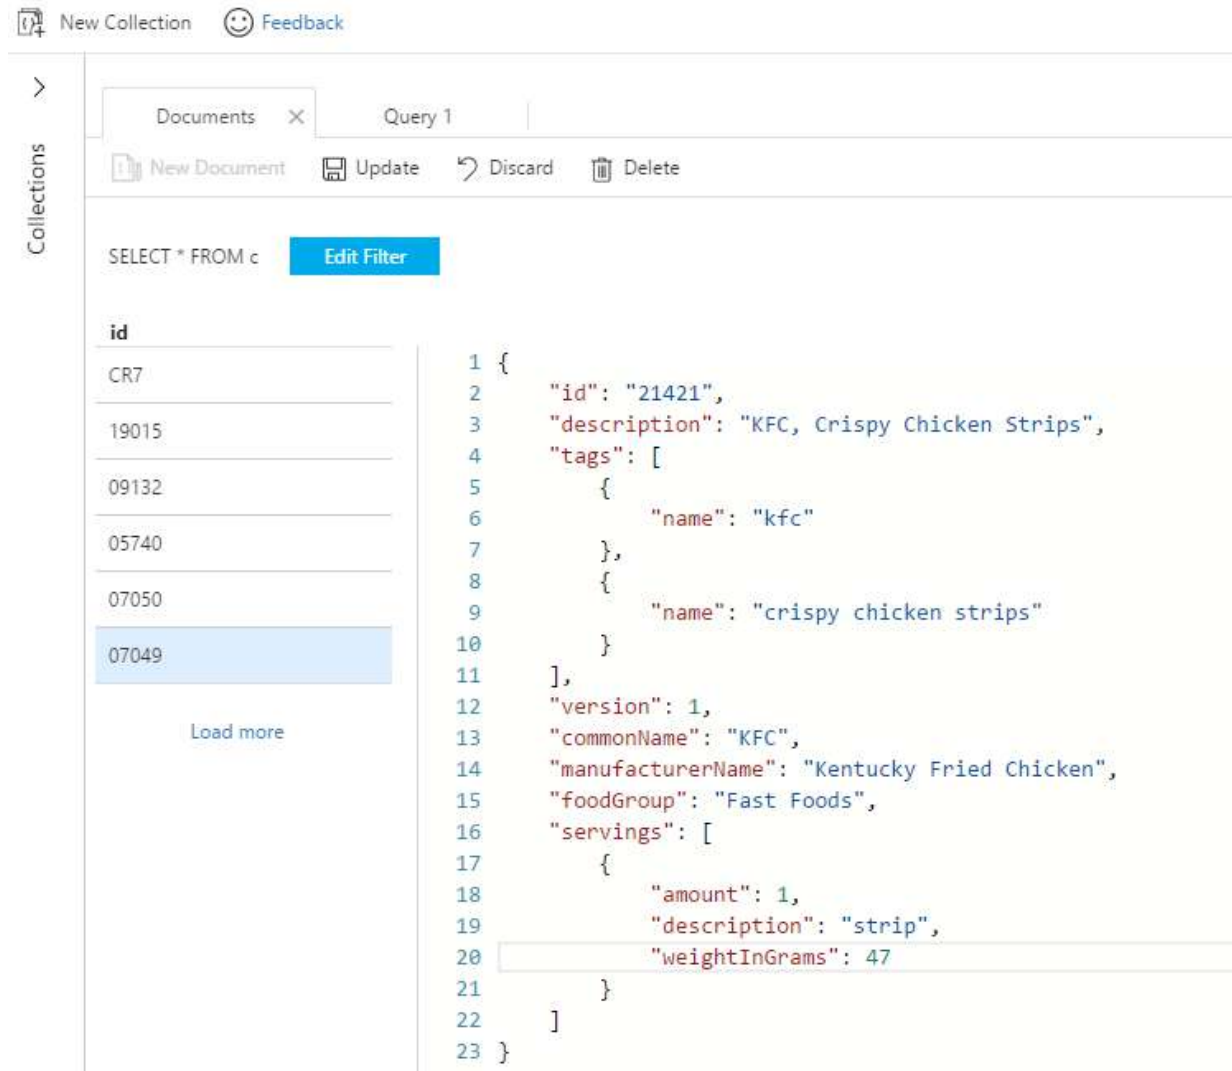 New Collection Feedback
Collections
Documents Query 1
New Document Update Discard Delete
SELECT * FROM c Edit Filter
id
CR7
19015
09132
05740
07050
07049
Load more
1 {
2 "id": "21421",
3 "description": "KFC, Crispy Chicken Strips",
4 "tags": [
5 {
6 "name": "kfc"
7 },
8 {
9 "name": "crispy chicken strips"
10 }
11 ],
12 "version": 1,
13 "commonName": "KFC",
14 "manufacturerName": "Kentucky Fried Chicken",
15 "foodGroup": "Fast Foods",
16 "servings": [
17 {
18 "amount": 1,
19 "description": "strip",
20 "weightInGrams": 47
21 }
22 ]
23 }